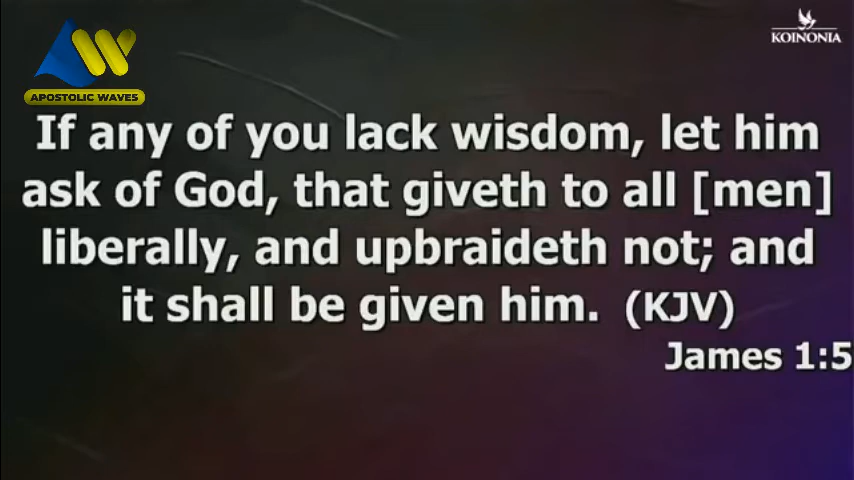 KOINONIA
APOSTOLIC WAVES
If any of you lack wisdom, let him
ask of God, that giveth to all [men]
liberally, and upbraideth not; and
it shall be given him. (KJV)
James 1:5